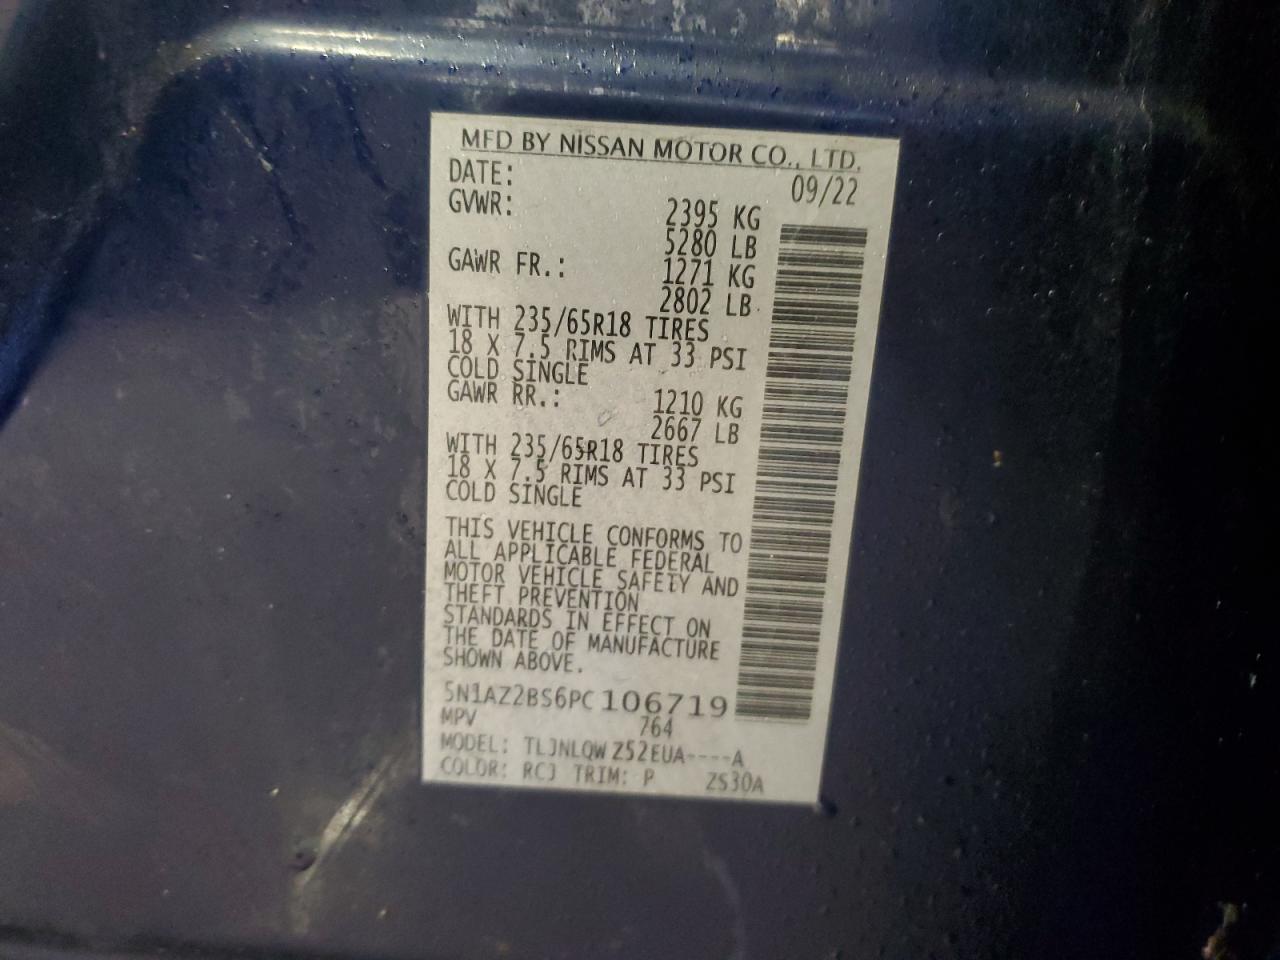 MFD BY NISSAN MOTOR CO., LTD.
DATE: 09/22
GVWR: 2395 KG
5280 LB
GAWR FR.: 1271 KG
2802 LB
WITH 235/65R18 TIRES
18 X 7.5 RIMS AT 33 PSI
COLD SINGLE
GAWR RR.: 1210 KG
2667 LB
WITH 235/65R18 TIRES
18 X 7.5 RIMS AT 33 PSI
COLD SINGLE
THIS VEHICLE CONFORMS TO
ALL APPLICABLE FEDERAL
MOTOR VEHICLE SAFETY AND
THEFT PREVENTION
STANDARDS IN EFFECT ON
THE DATE OF MANUFACTURE
SHOWN ABOVE.
5N1AZ2BS6PC106719
MPV 764
MODEL: TLJNLQW Z52EUA----A
COLOR: RCJ TRIM: P ZS30A